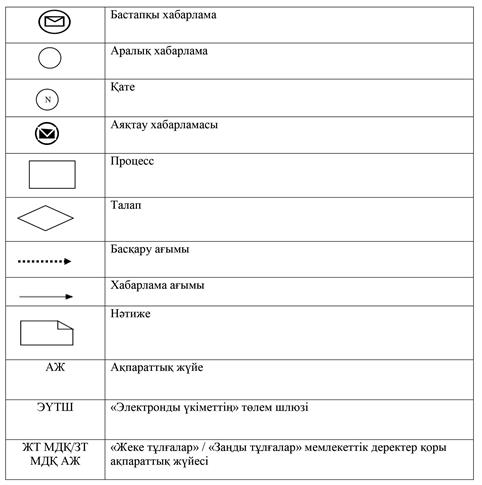 Бастапқы хабарлама
Аралық хабарлама
N
Қате
Аяқтау хабарламасы
Процесс
Талап
Басқару ағымы
Хабарлама ағымы
Нәтиже
АЖ
Ақпараттық жүйе
ЭҮТШ
«Электронды үкіметтің» төлем шлюзі
ЖТ МДҚ/ЗТ
МДҚ АЖ
«Жеке тұлғалар» / «Заңды тұлғалар» мемлекеттік деректер қоры
ақпараттық жүйесі